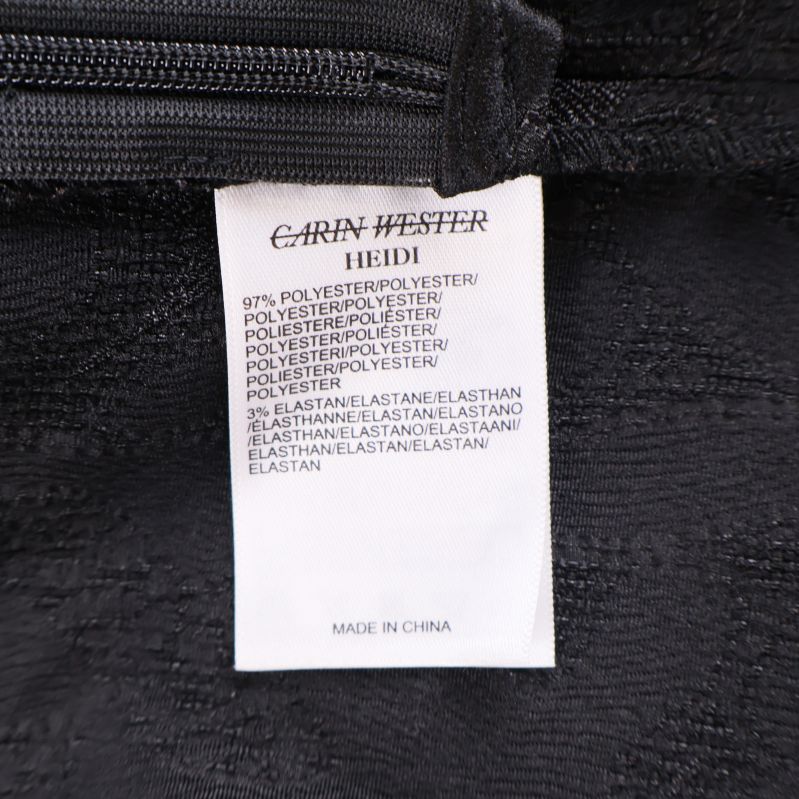 CARIN WESTER
HEIDI
97% POLYESTER/POLYESTER/
POLYESTER/POLYESTER/
POLIESTERE/POLIÉSTER/
POLYESTER/POLIÉSTER/
POLYESTERI/POLYESTER/
POLIESTER/POLYESTER/
POLYESTER
3% ELASTAN/ELASTANE/ELASTHAN
/ÉLASTHANNE/ELASTAN/ELASTANO
/ELASTHAN/ELASTANO/ELASTAANI/
ELASTHAN/ELASTAN/ELASTAN/
ELASTAN
MADE IN CHINA